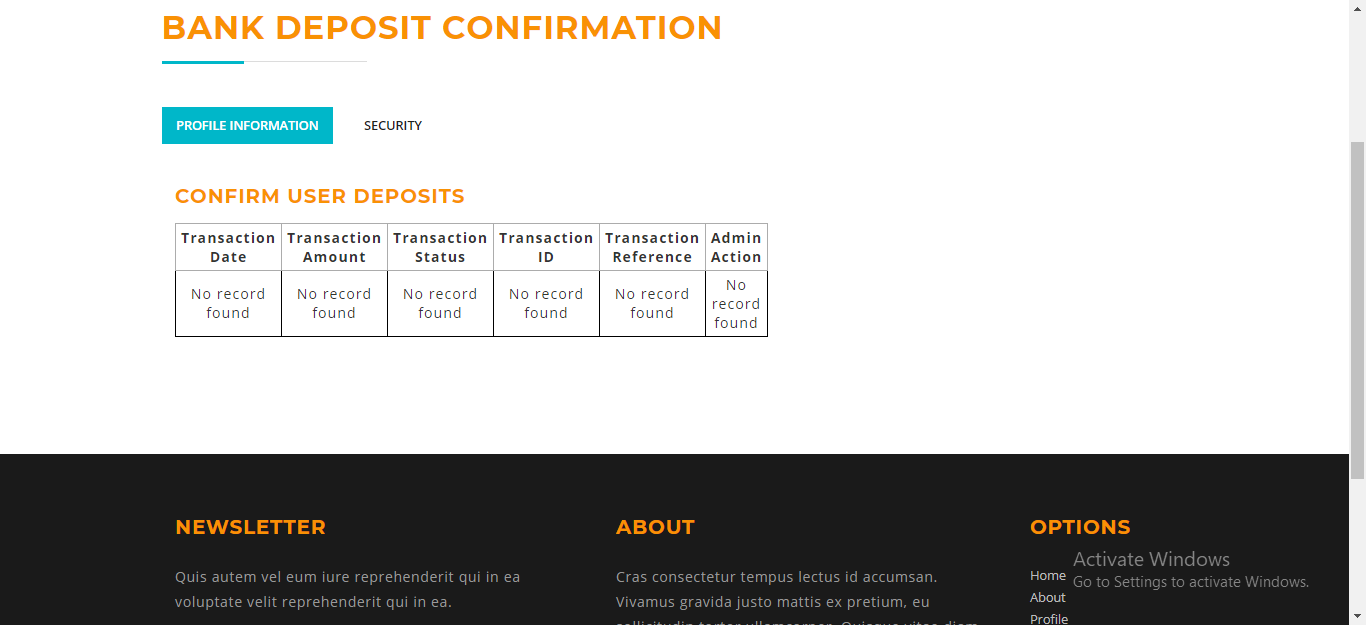 BANK DEPOSIT CONFIRMATION
PROFILE INFORMATION SECURITY
CONFIRM USER DEPOSITS
Transaction Date Transaction Amount Transaction Status Transaction ID Transaction Reference Admin Action
No record found No record found No record found No record found No record found No record found
NEWSLETTER
Quis autem vel eum iure reprehenderit qui in ea
voluptate velit reprehenderit qui in ea.
ABOUT
Cras consectetur tempus lectus id accumsan.
Vivamus gravida justo mattis ex pretium, eu
OPTIONS
Home
About
Profile
Activate Windows
Go to Settings to activate Windows.